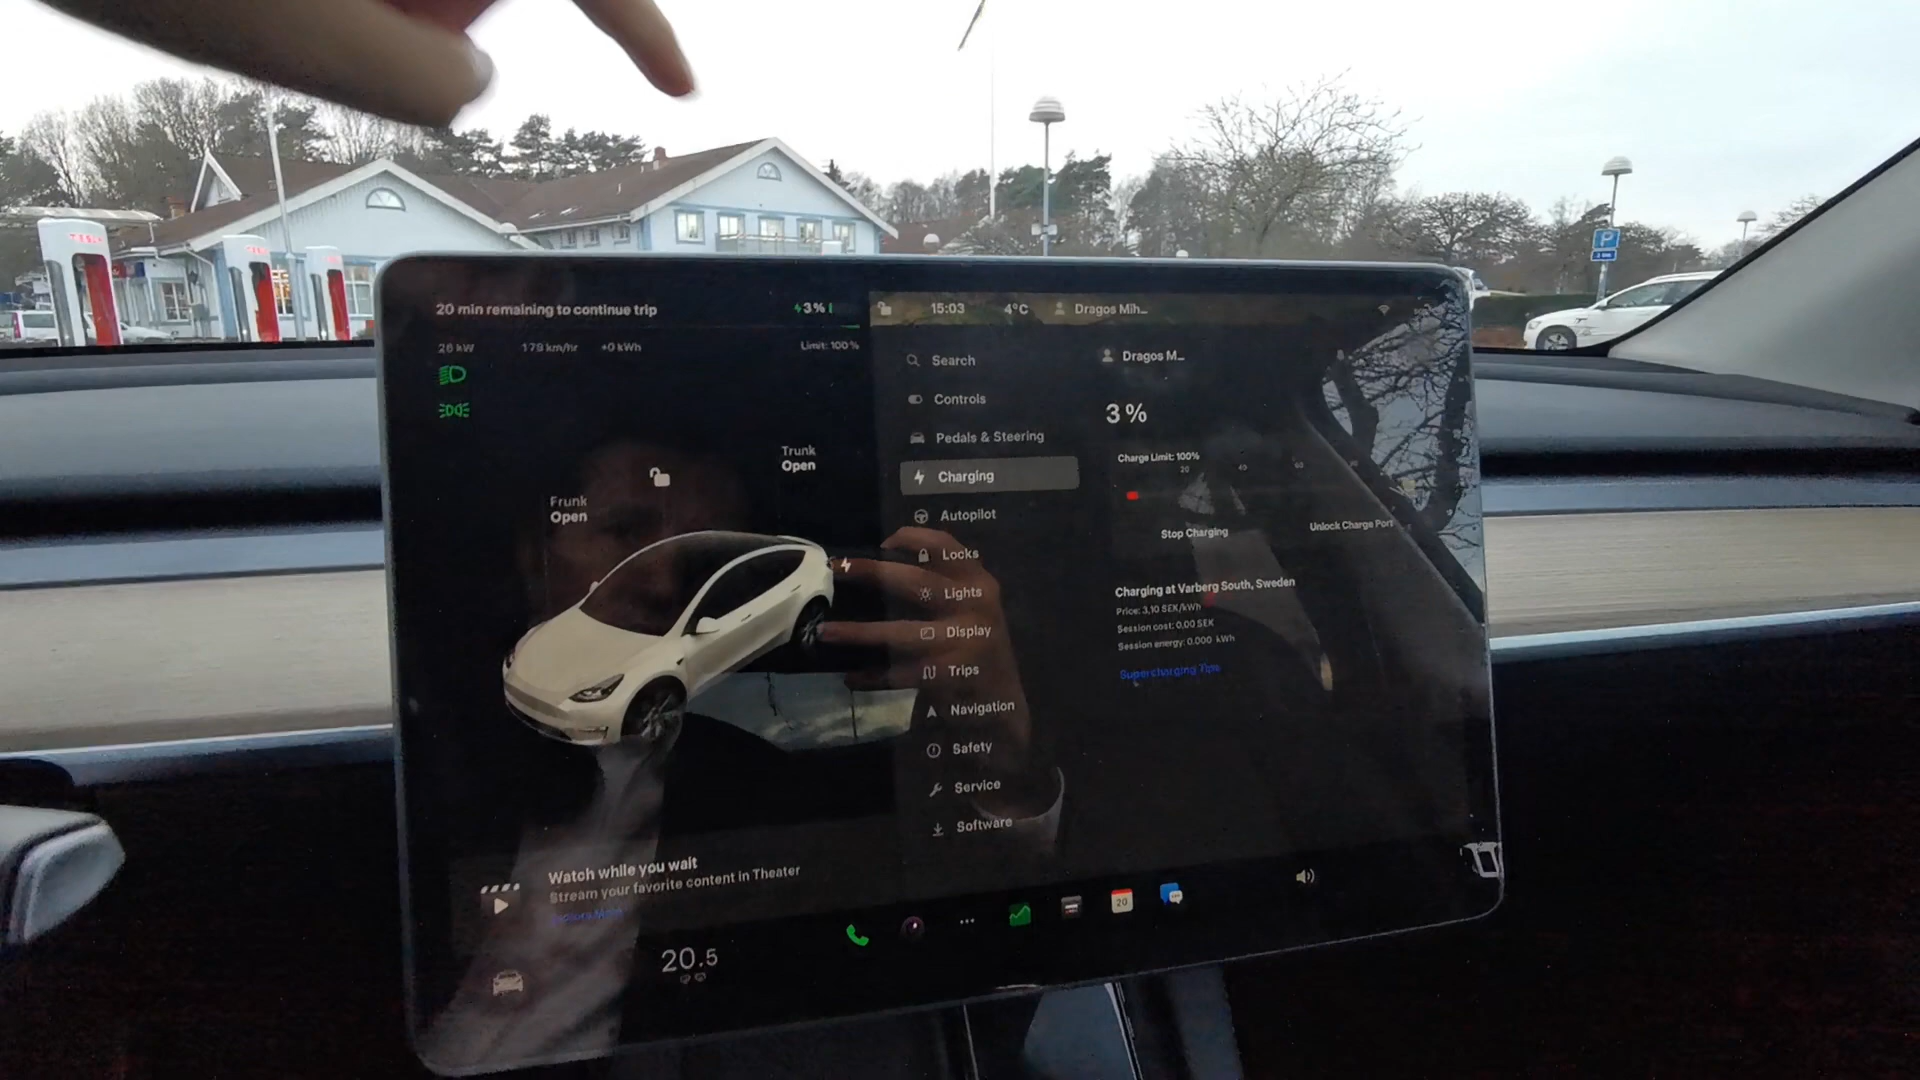 TESLA
P
20 min remaining to continue trip
3%
15:03
4°C
Dragos Mih...
26 kW
179 km/hr
+0 kWh
Limit: 100%
Search
Controls
Pedals & Steering
Charging
Autopilot
Locks
Lights
Display
Trips
Navigation
Safety
Service
Software
Dragos M...
3 %
Charge Limit: 100%
20 40 60
Stop Charging
Unlock Charge Port
Charging at Varberg South, Sweden
Price: 3,10 SEK/kWh
Session cost: 0,00 SEK
Session energy: 0.000 kWh
Supercharging Tips
Trunk
Open
Frunk
Open
Watch while you wait
Stream your favorite content in Theater
20.5
20